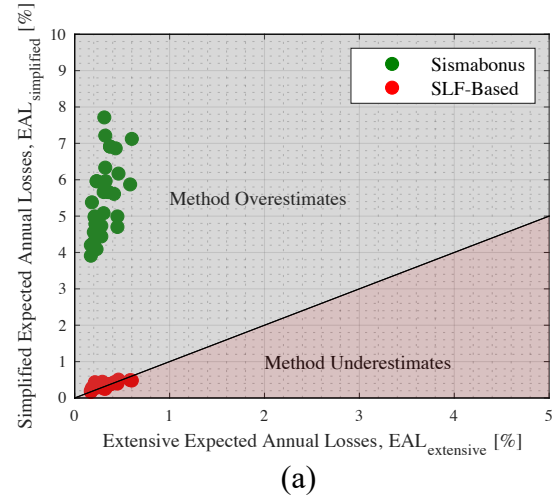 Simplified Expected Annual Losses, EAL_simplified [%]
10
9
8
7
6
5
4
3
2
1
0
Sismabonus
SLF-Based
Method Overestimates
Method Underestimates
0 1 2 3 4 5
Extensive Expected Annual Losses, EAL_extensive [%]
(a)